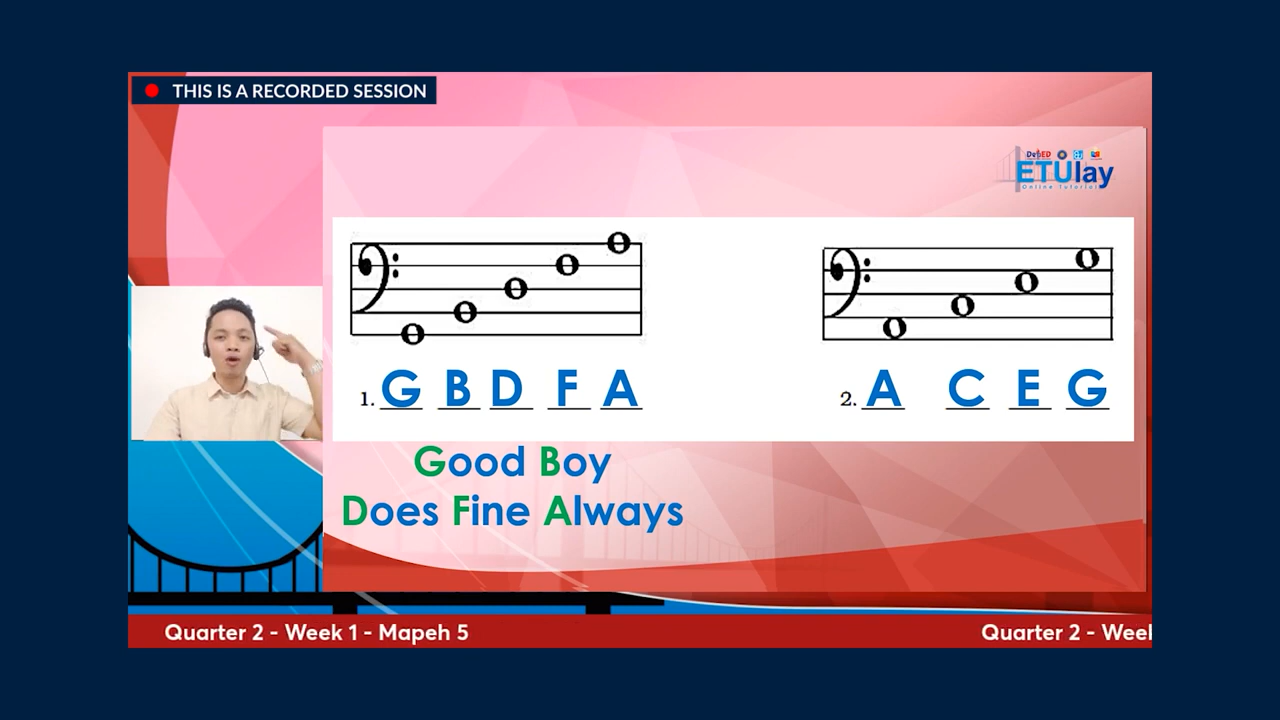 THIS IS A RECORDED SESSION
DepED
ETUlay
Online Tutorial
1. G B D F A
2. A C E G
Good Boy
Does Fine Always
Quarter 2 - Week 1 - Mapeh 5
Quarter 2 - Weel